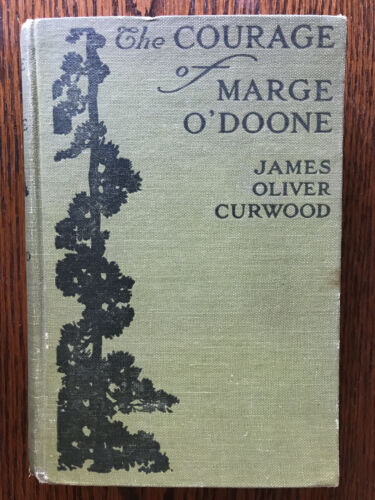 The COURAGE
of MARGE
O'DOONE
JAMES
OLIVER
CURWOOD